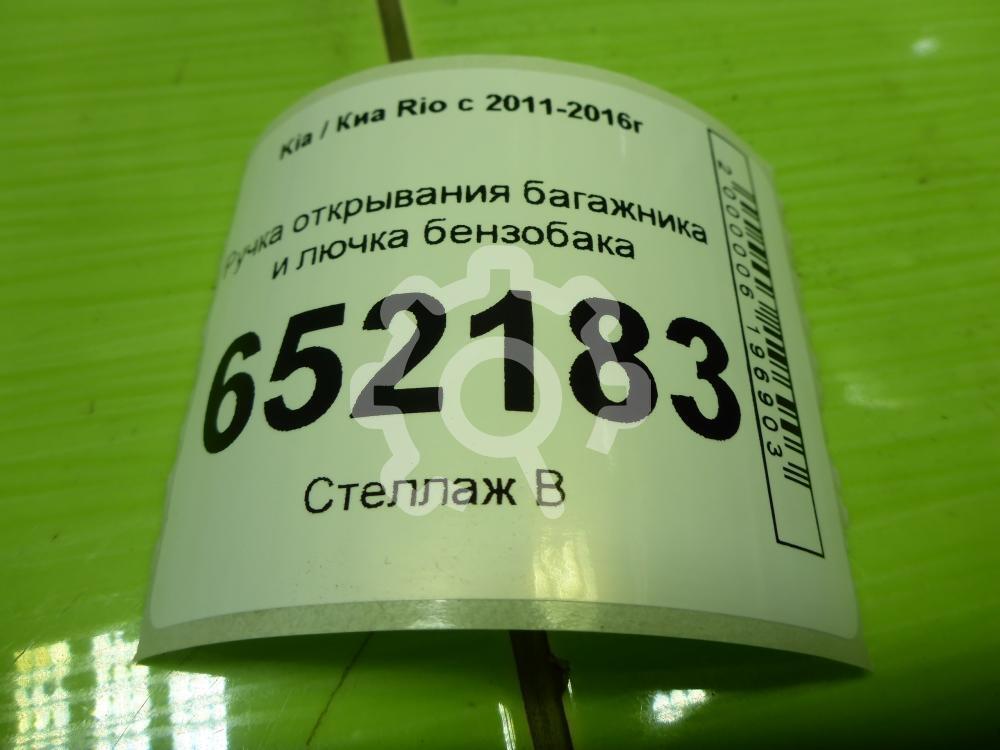 Kia / Киа Rio с 2011-2016г
Ручка открывания багажника
и лючка бензобака
652183
Стеллаж В
2000006196903